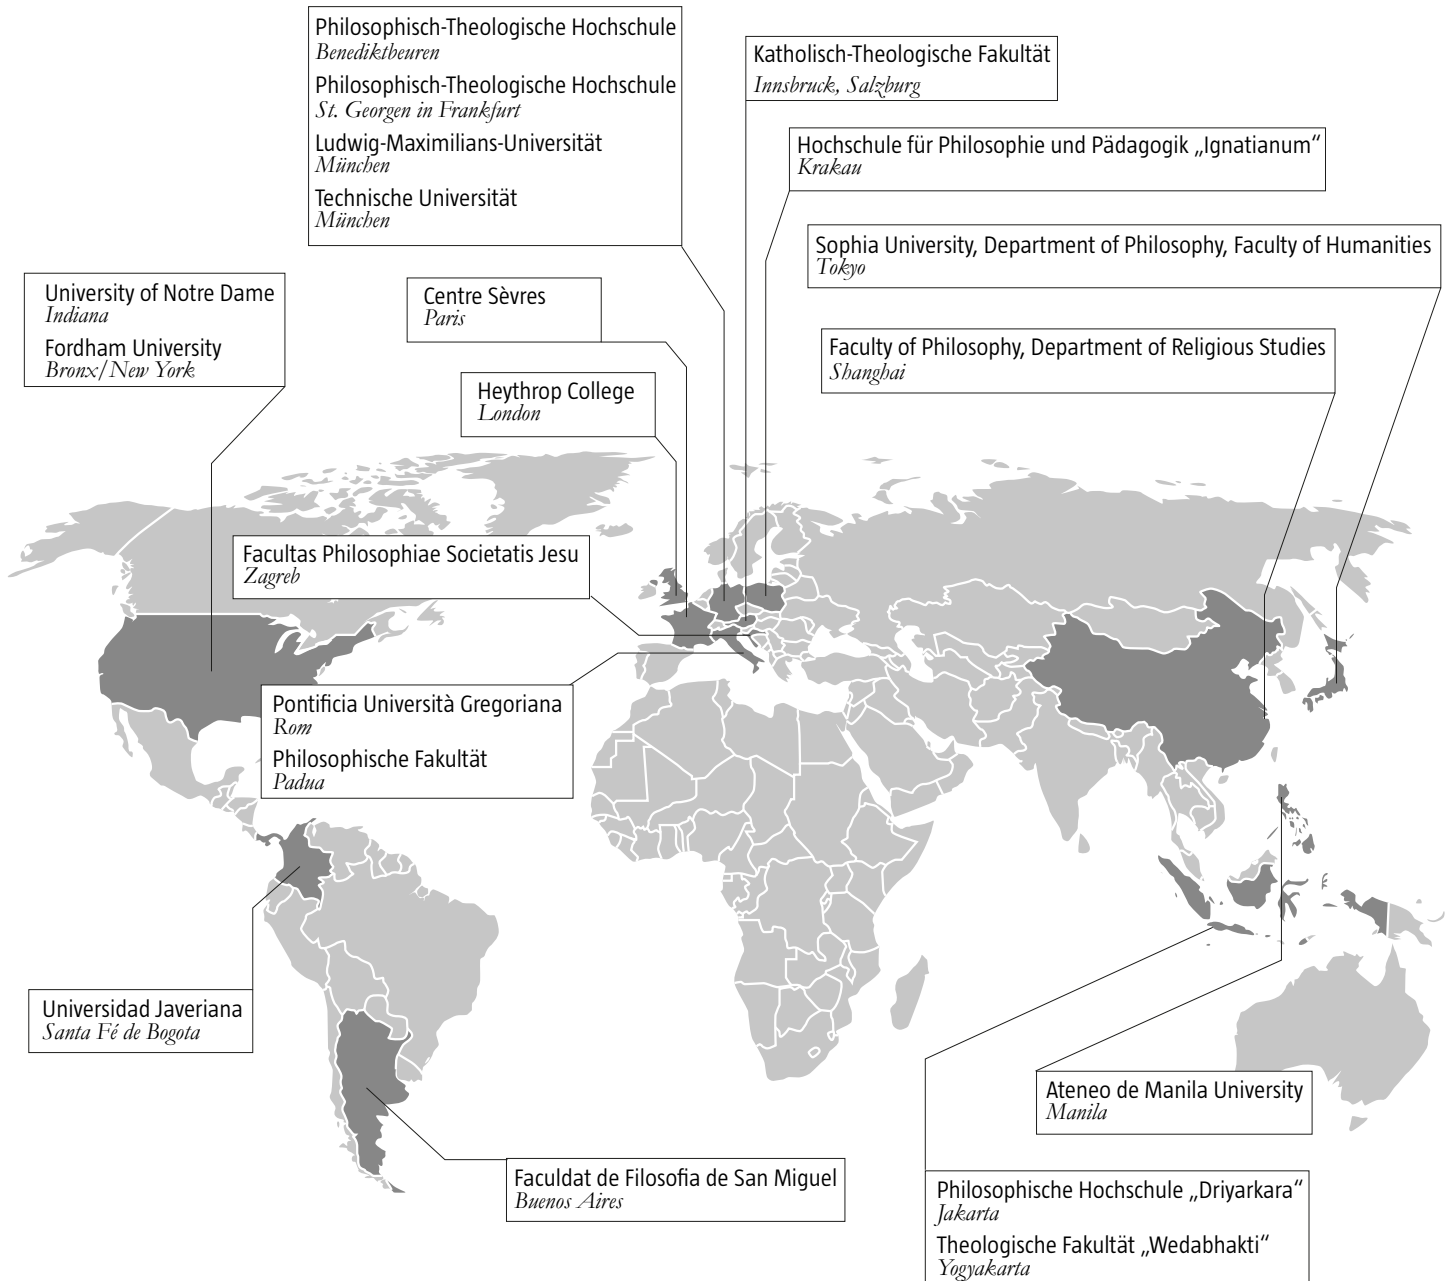 Philosophisch-Theologische Hochschule
Benediktbeuren
Philosophisch-Theologische Hochschule
St. Georgen in Frankfurt
Ludwig-Maximilians-Universität
München
Technische Universität
München
Katholisch-Theologische Fakultät
Innsbruck, Salzburg
Hochschule für Philosophie und Pädagogik „Ignatianum“
Krakau
Sophia University, Department of Philosophy, Faculty of Humanities
Tokyo
University of Notre Dame
Indiana
Fordham University
Bronx/New York
Centre Sèvres
Paris
Faculty of Philosophy, Department of Religious Studies
Shanghai
Heythrop College
London
Facultas Philosophiae Societatis Jesu
Zagreb
Pontificia Università Gregoriana
Rom
Philosophische Fakultät
Padua
Universidad Javeriana
Santa Fé de Bogota
Ateneo de Manila University
Manila
Faculdat de Filosofia de San Miguel
Buenos Aires
Philosophische Hochschule „Driyarkara“
Jakarta
Theologische Fakultät „Wedabhakti“
Yogyakarta